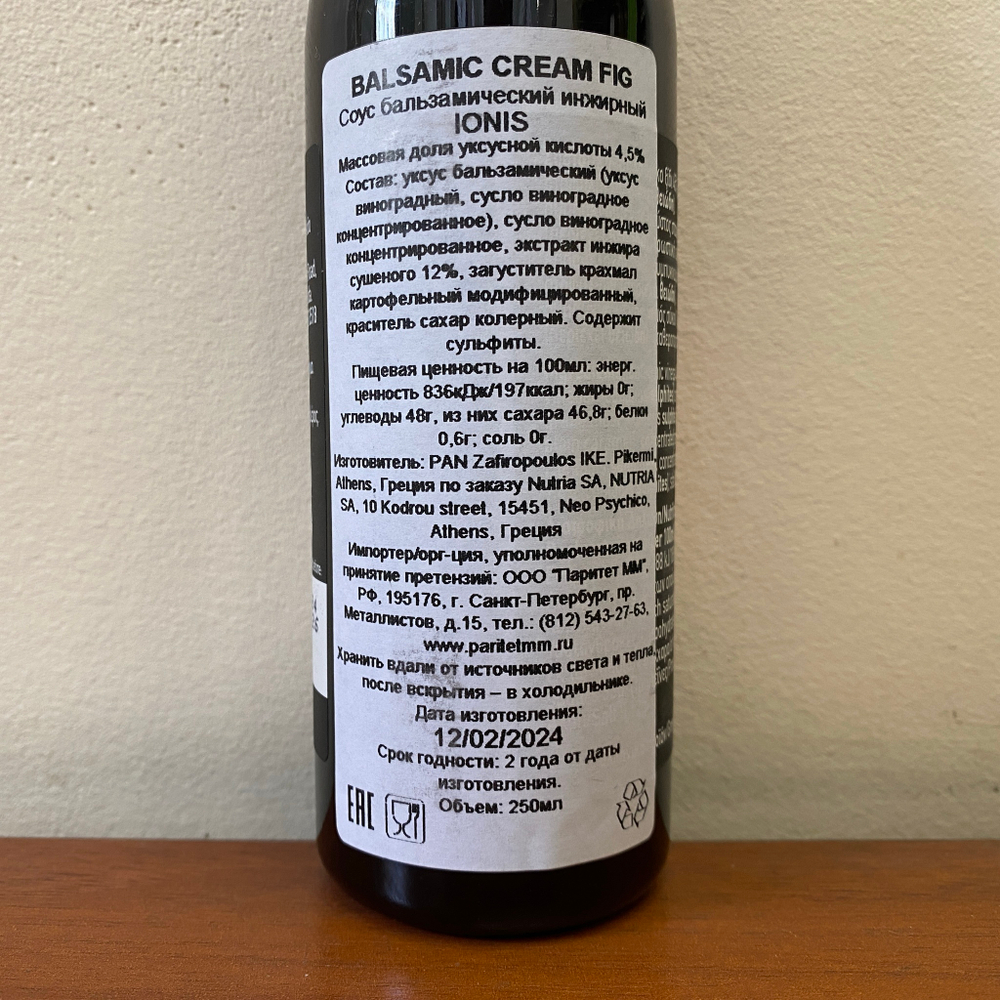 BALSAMIC CREAM FIG
Соус бальзамический инжирный
IONIS
Массовая доля уксусной кислоты 4,5%
Состав: уксус бальзамический (уксус
виноградный, сусло виноградное
концентрированное), сусло виноградное
концентрированное, экстракт инжира
сушеного 12%, загуститель крахмал
картофельный модифицированный,
краситель сахар колерный. Содержит
сульфиты.
Пищевая ценность на 100мл: энерг.
ценность 836кДж/197ккал; жиры 0г;
углеводы 48г, из них сахара 46,8г; белки
0,6г; соль 0г.
Изготовитель: PAN Zafiropoulos IKE. Pikermi,
Athens, Греция по заказу Nutria SA, NUTRIA
SA, 10 Kodrou street, 15451, Neo Psychico,
Athens, Греция
Импортер/орг-ция, уполномоченная на
принятие претензий: ООО "Паритет ММ",
РФ, 195176, г. Санкт-Петербург, пр.
Металлистов, д.15, тел.: (812) 543-27-63,
www.paritetmm.ru
Хранить вдали от источников света и тепла,
после вскрытия – в холодильнике.
Дата изготовления:
12/02/2024
Срок годности: 2 года от даты
изготовления.
Объем: 250мл
EAC